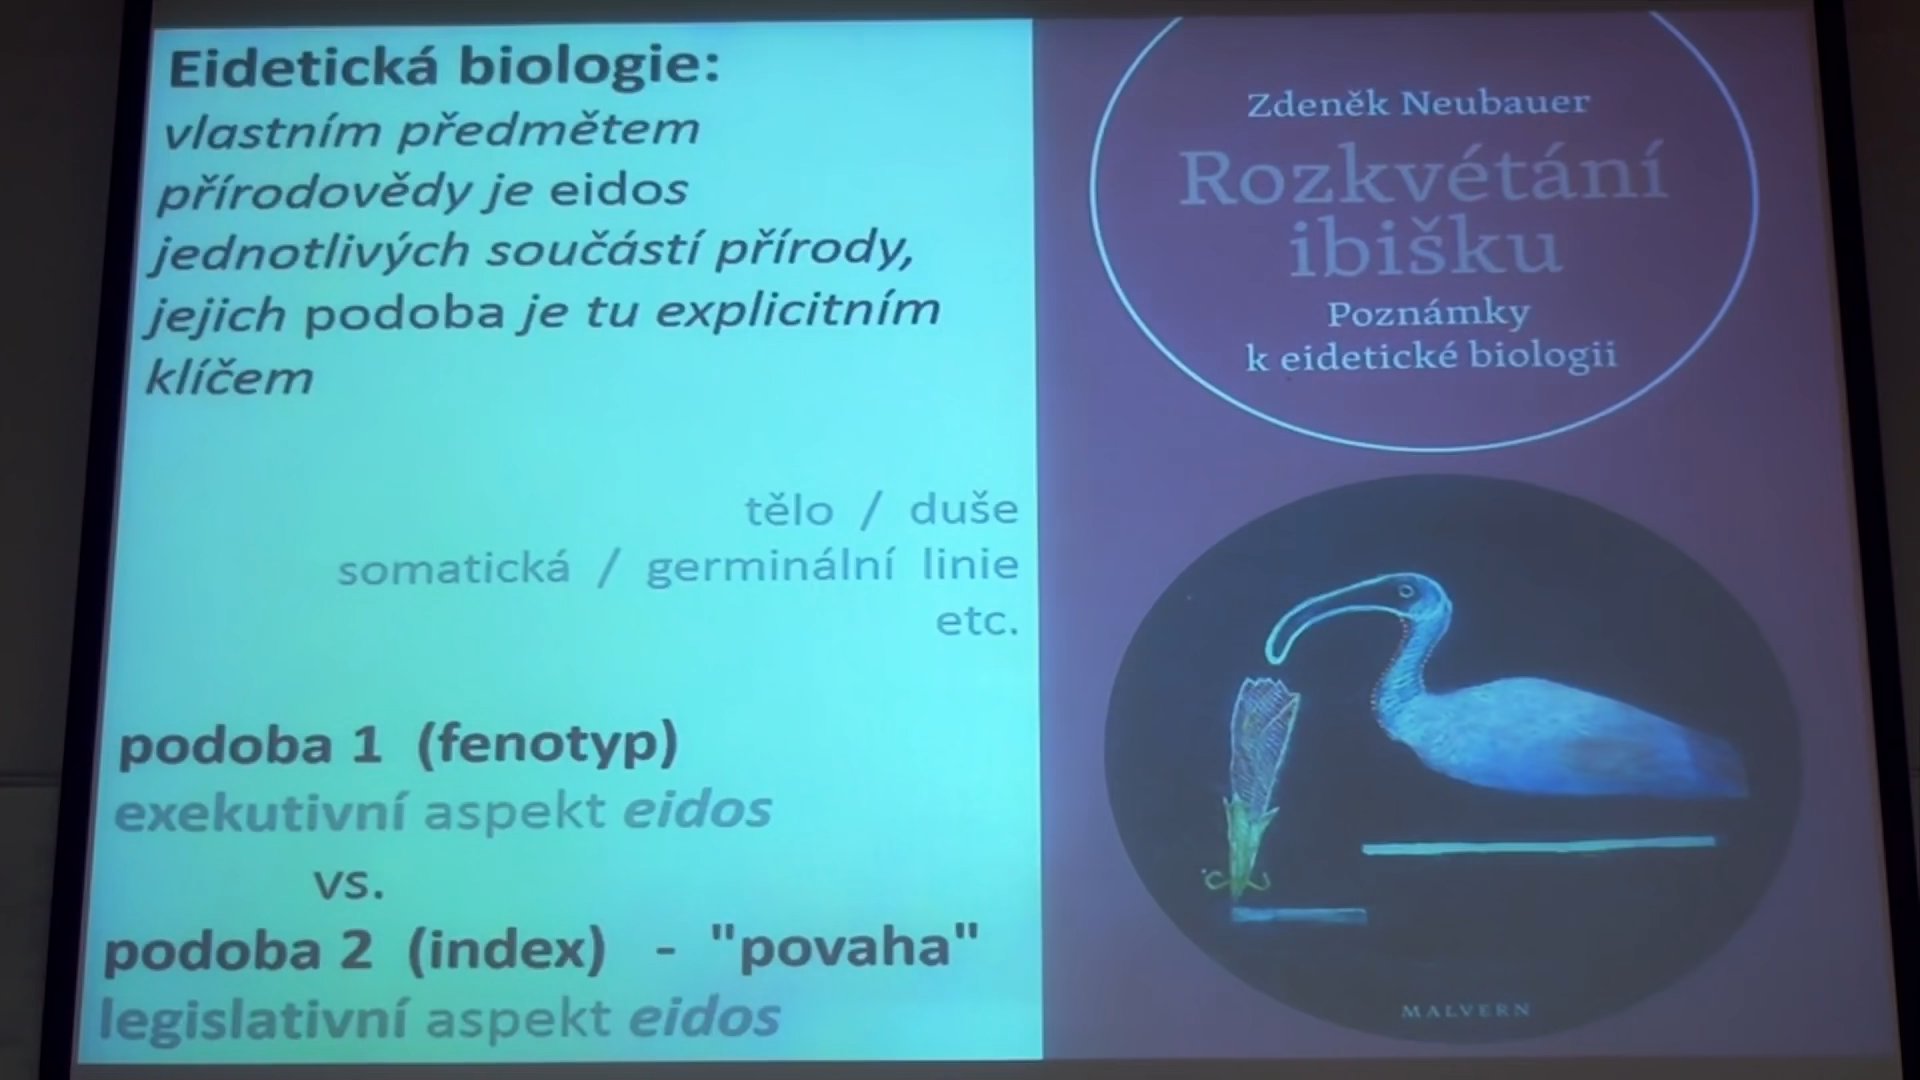 Eidetická biologie:
vlastním předmětem
přírodovědy je eidos
jednotlivých součástí přírody,
jejich podoba je tu explicitním
klíčem
tělo / duše
somatická / germinální linie
etc.
podoba 1 (fenotyp)
exekutivní aspekt eidos
vs.
podoba 2 (index) - "povaha"
legislativní aspekt eidos
Zdeněk Neubauer
Rozkvétání
ibišku
Poznámky
k eidetické biologii
MALVERN